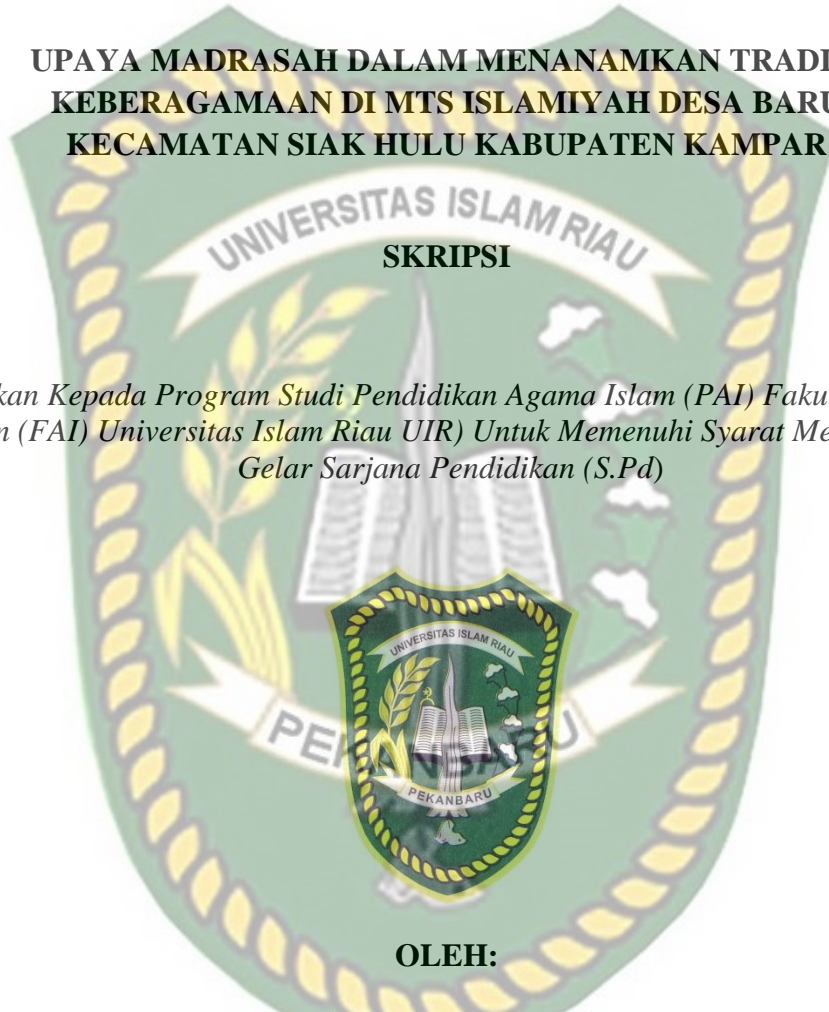 UPAYA MADRASAH DALAM MENANAMKAN TRADI
KEBERAGAMAAN DI MTS ISLAMIYAH DESA BARU
KECAMATAN SIAK HULU KABUPATEN KAMPAR
UNIVERSITAS ISLAM RIAU
SKRIPSI
kan Kepada Program Studi Pendidikan Agama Islam (PAI) Faku
n (FAI) Universitas Islam Riau UIR) Untuk Memenuhi Syarat Me
Gelar Sarjana Pendidikan (S.Pd)
UNIVERSITAS ISLAM RIAU
PEKANBARU
PEKANBARU
OLEH: